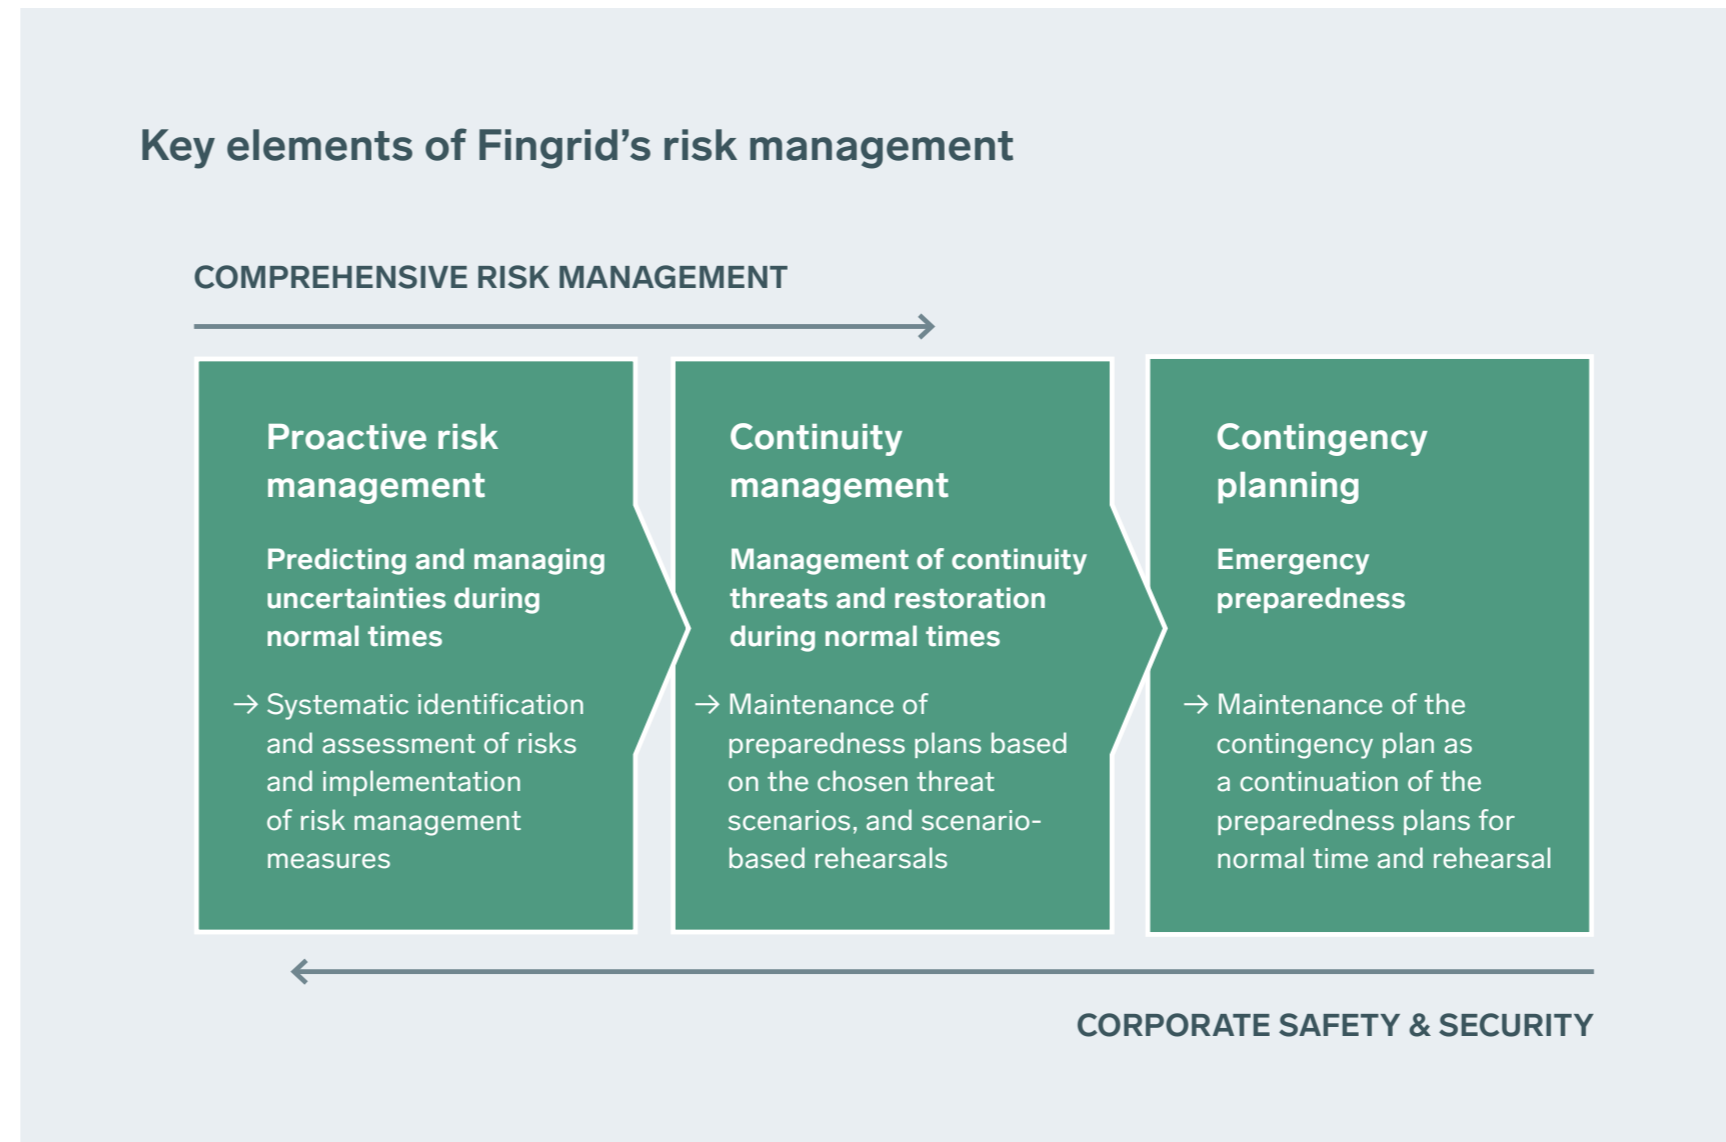 Key elements of Fingrid’s risk management
COMPREHENSIVE RISK MANAGEMENT
Proactive risk
management
Predicting and managing
uncertainties during
normal times
→ Systematic identification
and assessment of risks
and implementation
of risk management
measures
Continuity
management
Management of continuity
threats and restoration
during normal times
→ Maintenance of
preparedness plans based
on the chosen threat
scenarios, and scenario-
based rehearsals
Contingency
planning
Emergency
preparedness
→ Maintenance of the
contingency plan as
a continuation of the
preparedness plans for
normal time and rehearsal
CORPORATE SAFETY & SECURITY